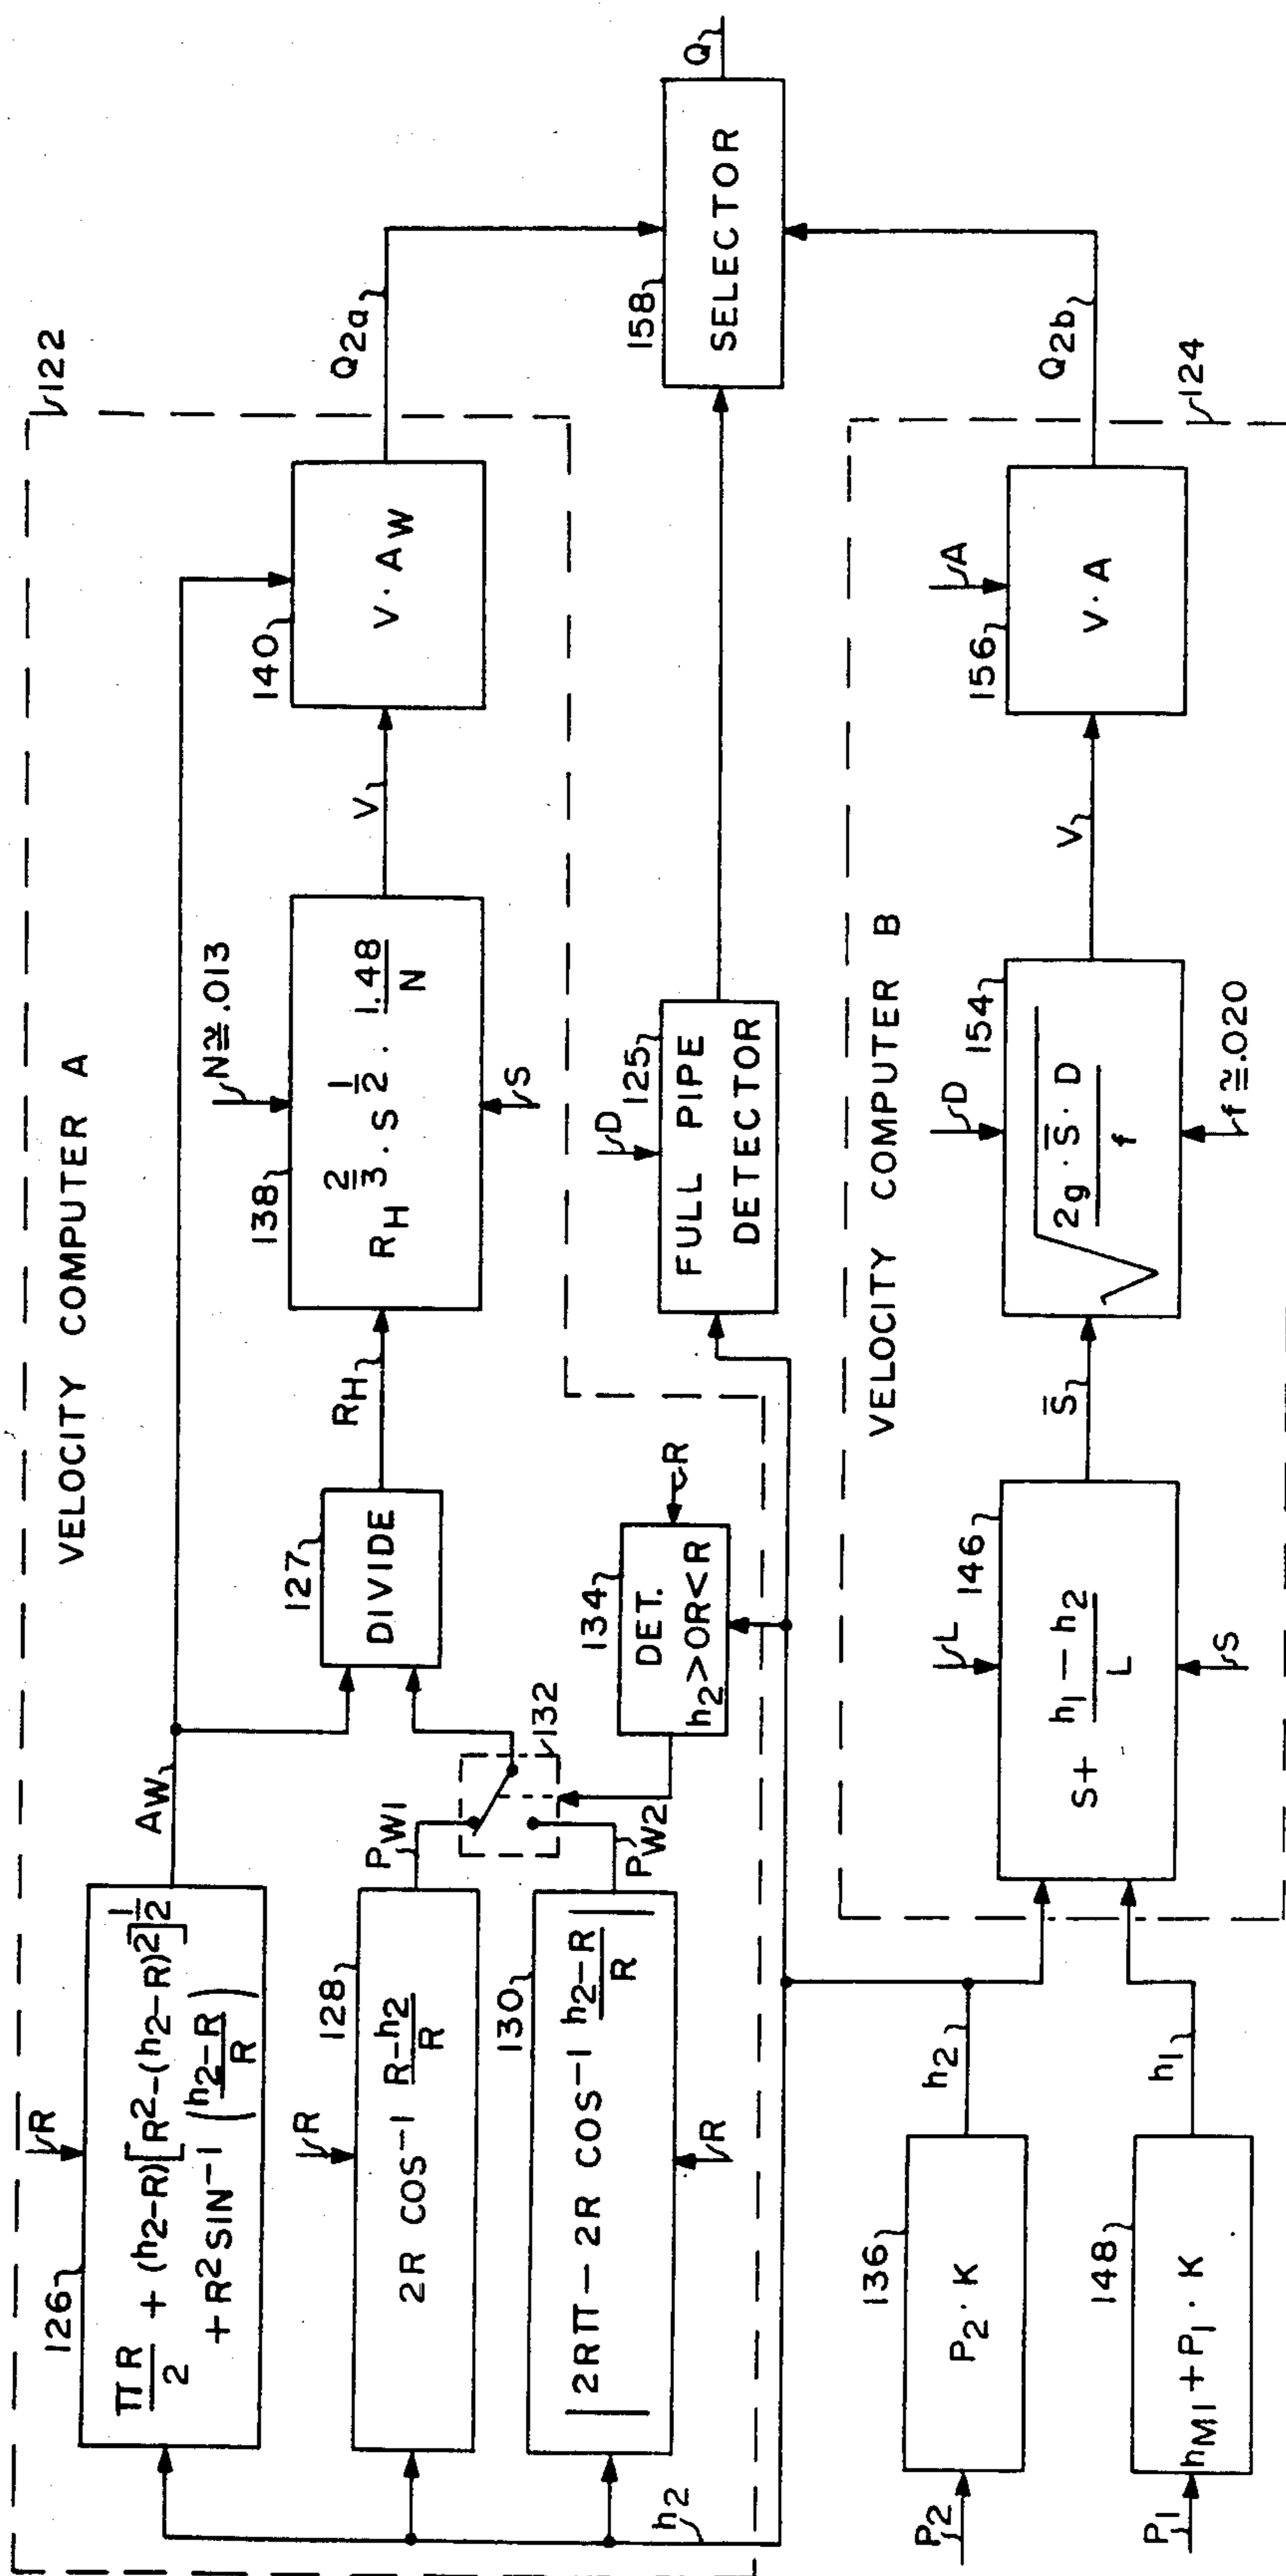 VELOCITY COMPUTER A
122
R
126
πR/2 + (h2-R)[R²-(h2-R)²]^1/2
+ R² SIN⁻¹ (h2-R/R)
AW
R
128
2R COS⁻¹ R-h2/R
PW1
130
|2Rπ - 2R COS⁻¹ h2-R/R|
R
PW2
132
h2
127
DIVIDE
RH
134
DET.
h2>OR<R
R
N≅.013
138
RH^2/3 · S^1/2 · 1.48/N
S
V
140
V · AW
Q2a
D
125
FULL PIPE
DETECTOR
158
SELECTOR
Q
VELOCITY COMPUTER B
124
P2
136
P2 · K
h2
P1
148
hM1 + P1 · K
h1
L
146
S+ h1-h2/L
S
S̅
D
154
√2g · S̅ · D/f
f≅.020
V
A
156
V · A
Q2b